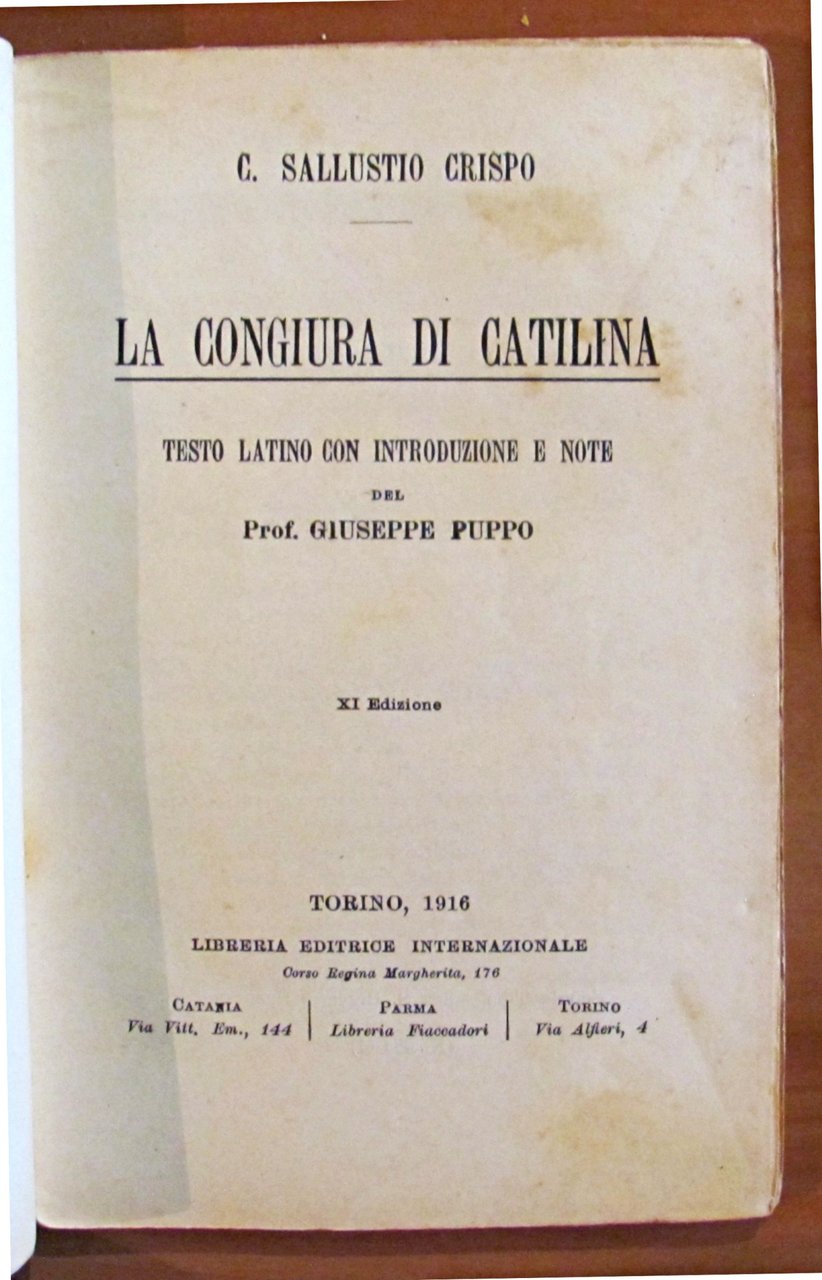 C. SALLUSTIO CRISPO
LA CONGIURA DI CATILINA
TESTO LATINO CON INTRODUZIONE E NOTE
DEL
Prof. GIUSEPPE PUPPO
XI Edizione
TORINO, 1916
LIBRERIA EDITRICE INTERNAZIONALE
Corso Regina Margherita, 176
CATANIA
Via Vitt. Em., 144
PARMA
Libreria Fiaccadori
TORINO
Via Alfieri, 4